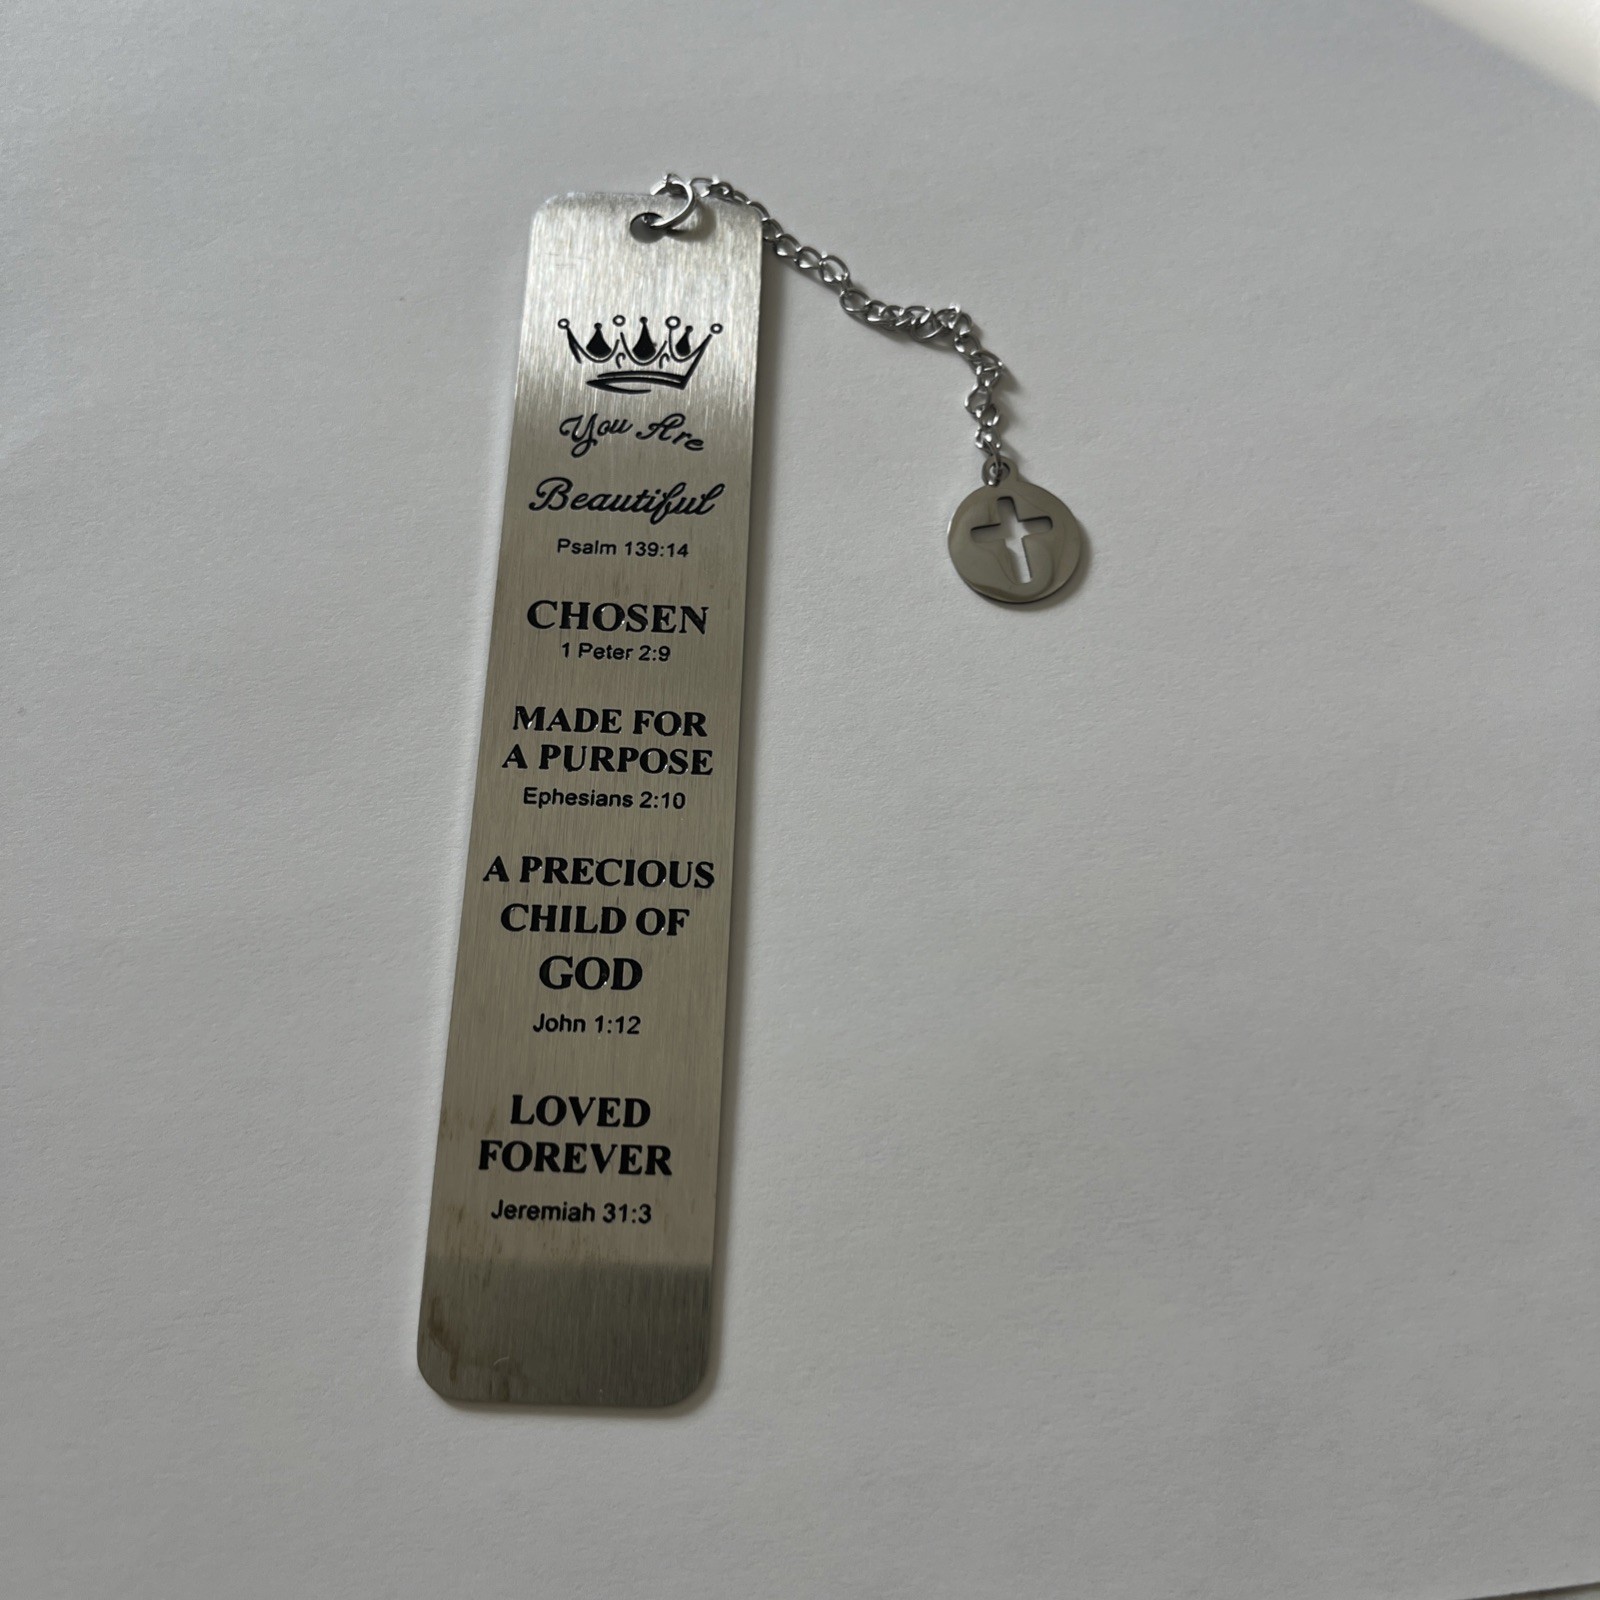 You Are
Beautiful
Psalm 139:14
CHOSEN
1 Peter 2:9
MADE FOR
A PURPOSE
Ephesians 2:10
A PRECIOUS
CHILD OF
GOD
John 1:12
LOVED
FOREVER
Jeremiah 31:3